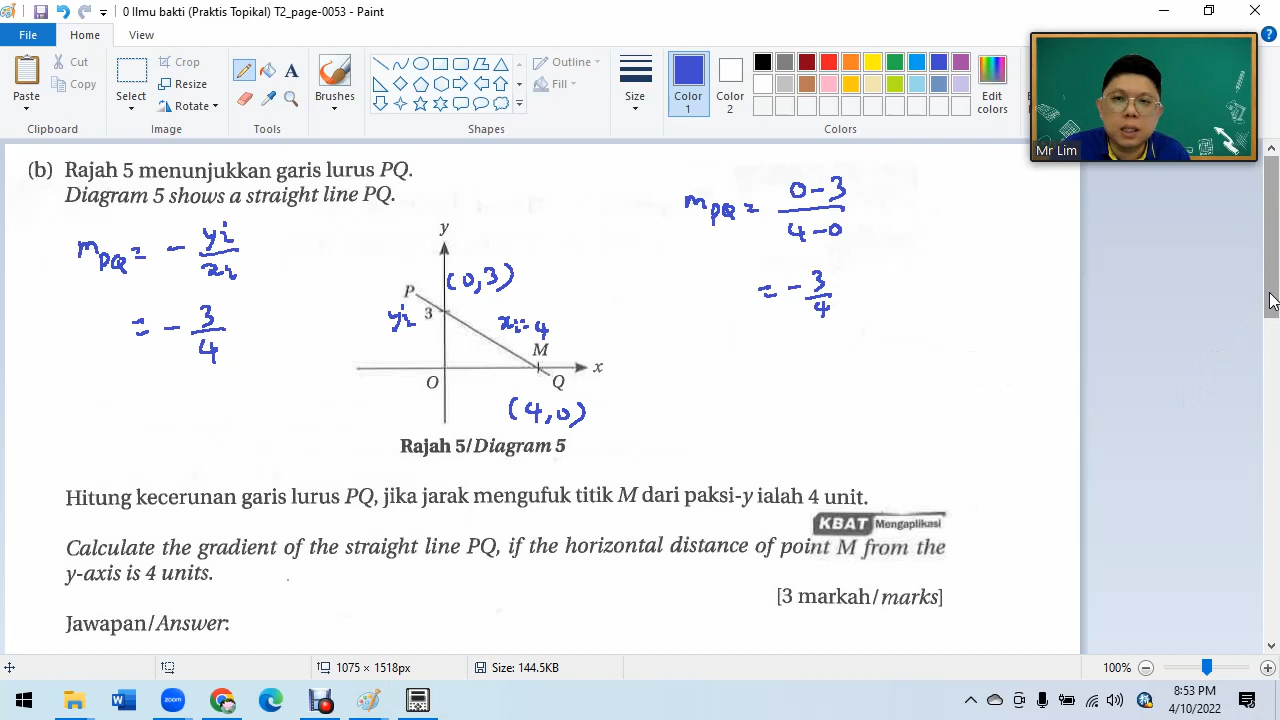 0 Ilmu bakti (Praktis Topikal) T2_page-0053 - Paint
File Home View
Paste Cut Copy
Clipboard
Select Crop Resize Rotate
Image
Tools
Brushes
Outline
Fill
Shapes
Size
Color 1
Color 2
Edit colors
Colors
Mr Lim
(b) Rajah 5 menunjukkan garis lurus PQ.
Diagram 5 shows a straight line PQ.
mPQ = - yi/xi
= - 3/4
y
(0,3)
P
yi 3
xi=4
M
x
O
Q
(4,0)
Rajah 5/Diagram 5
mPQ = 0-3/4-0
= - 3/4
Hitung kecerunan garis lurus PQ, jika jarak mengufuk titik M dari paksi-y ialah 4 unit.
KBAT Mengaplikasi
Calculate the gradient of the straight line PQ, if the horizontal distance of point M from the
y-axis is 4 units.
[3 markah/marks]
Jawapan/Answer:
1075 × 1518px
Size: 144.5KB
100%
8:53 PM
4/10/2022